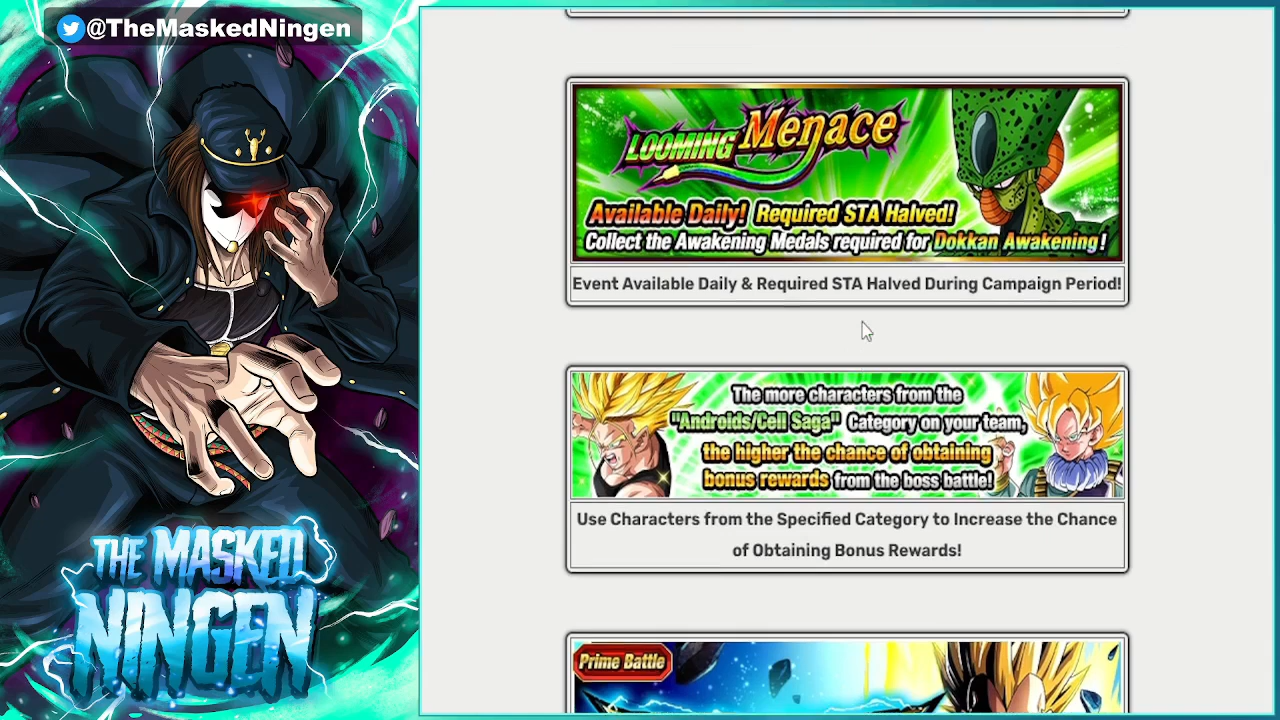 @TheMaskedNingen
THE MASKED
NINGEN
LOOMING Menace
Available Daily! Required STA Halved!
Collect the Awakening Medals required for Dokkan Awakening!
Event Available Daily & Required STA Halved During Campaign Period!
The more characters from the
"Androids/Cell Saga" Category on your team,
the higher the chance of obtaining
bonus rewards from the boss battle!
Use Characters from the Specified Category to Increase the Chance
of Obtaining Bonus Rewards!
Prime Battle